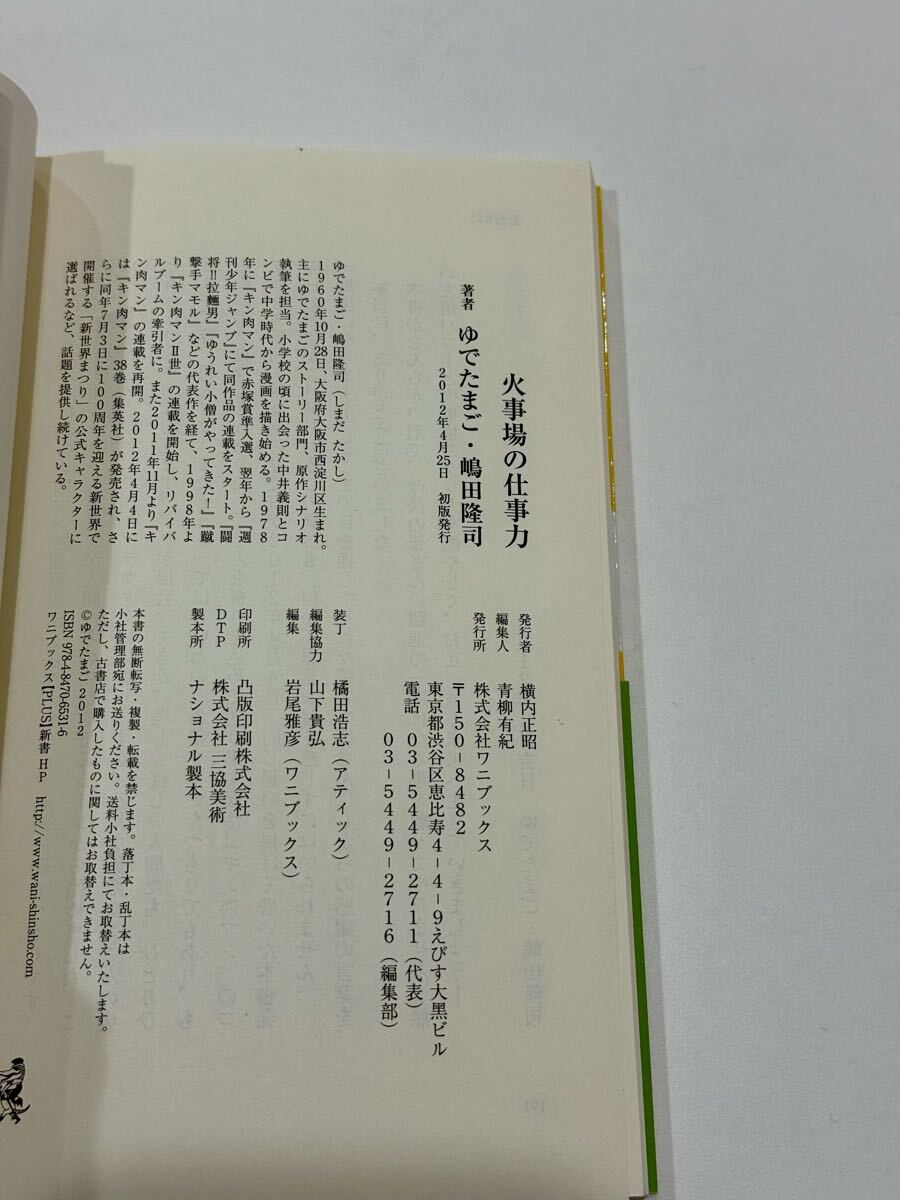 火事場の仕事力
著者 ゆでたまご・嶋田隆司
2012年4月25日 初版発行
発行者 横内正昭
編集人 青柳有紀
発行所 株式会社ワニブックス
〒150-8482
東京都渋谷区恵比寿4-4-9えびす大黒ビル
電話 03-5449-2711(代表)
03-5449-2716(編集部)
装丁 橘田浩志(アティック)
編集協力 山下貴弘
編集 岩尾雅彦(ワニブックス)
印刷所 凸版印刷株式会社
DTP 株式会社 三協美術
製本所 ナショナル製本
本書の無断転写・複製・転載を禁じます。落丁本・乱丁本は
小社管理部宛にお送りください。送料小社負担にてお取替えいたします。
ただし、古書店で購入したものに関してはお取替えできません。
©ゆでたまご 2012
ISBN 978-4-8470-6531-6
ワニブックス【PLUS】新書HP http://www.wani-shinsho.com
ゆでたまご・嶋田隆司(しまだ たかし)
1960年10月28日、大阪府大阪市西淀川区生まれ。
主にゆでたまごのストーリー部門、原作シナリオ
執筆を担当。小学校の頃に出会った中井義則とコ
ンビで中学時代から漫画を描き始める。1978
年に『キン肉マン』で赤塚賞準入選、翌年から『週
刊少年ジャンプ』にて同作品の連載をスタート。『闘
将!!拉麵男』『ゆうれい小僧がやってきた!』『蹴
撃手マモル』などの代表作を経て、1998年よ
り『キン肉マンⅡ世』の連載を開始し、リバイバ
ルブームの牽引者に。また2011年11月より『キ
ン肉マン』の連載を再開。2012年4月4日に
は『キン肉マン』38巻(集英社)が発売され、さ
らに同年7月3日に100周年を迎える新世界で
開催する「新世界まつり」の公式キャラクターに
選ばれるなど、話題を提供し続けている。